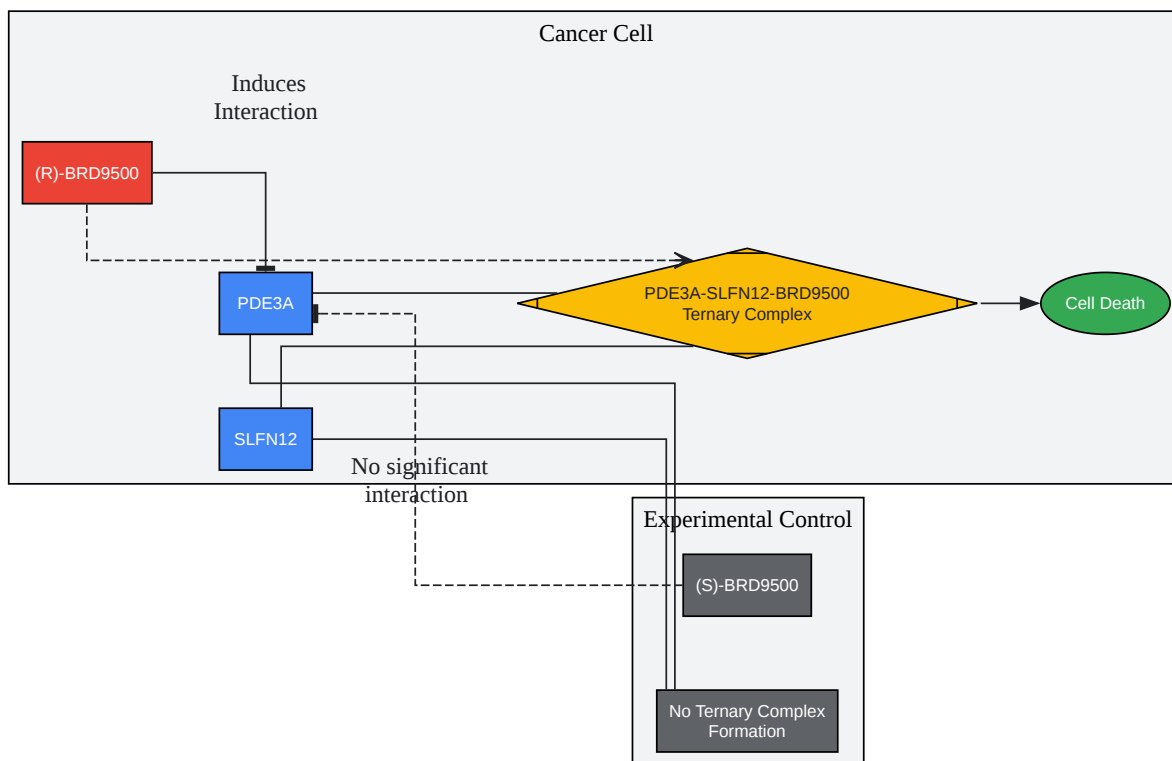 Cancer Cell
Induces
Interaction
(R)-BRD9500
PDE3A
PDE3A-SLFN12-BRD9500
Ternary Complex
Cell Death
SLFN12
No significant
interaction
Experimental Control
(S)-BRD9500
No Ternary Complex
Formation